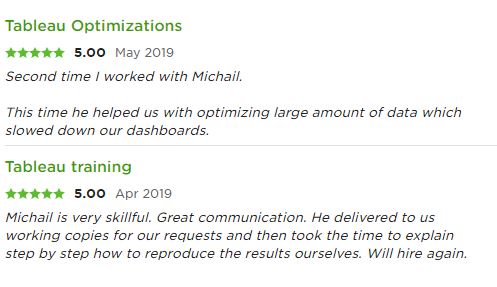 Tableau Optimizations
5.00 May 2019
Second time I worked with Michail.
This time he helped us with optimizing large amount of data which
slowed down our dashboards.
Tableau training
5.00 Apr 2019
Michail is very skillful. Great communication. He delivered to us
working copies for our requests and then took the time to explain
step by step how to reproduce the results ourselves. Will hire again.